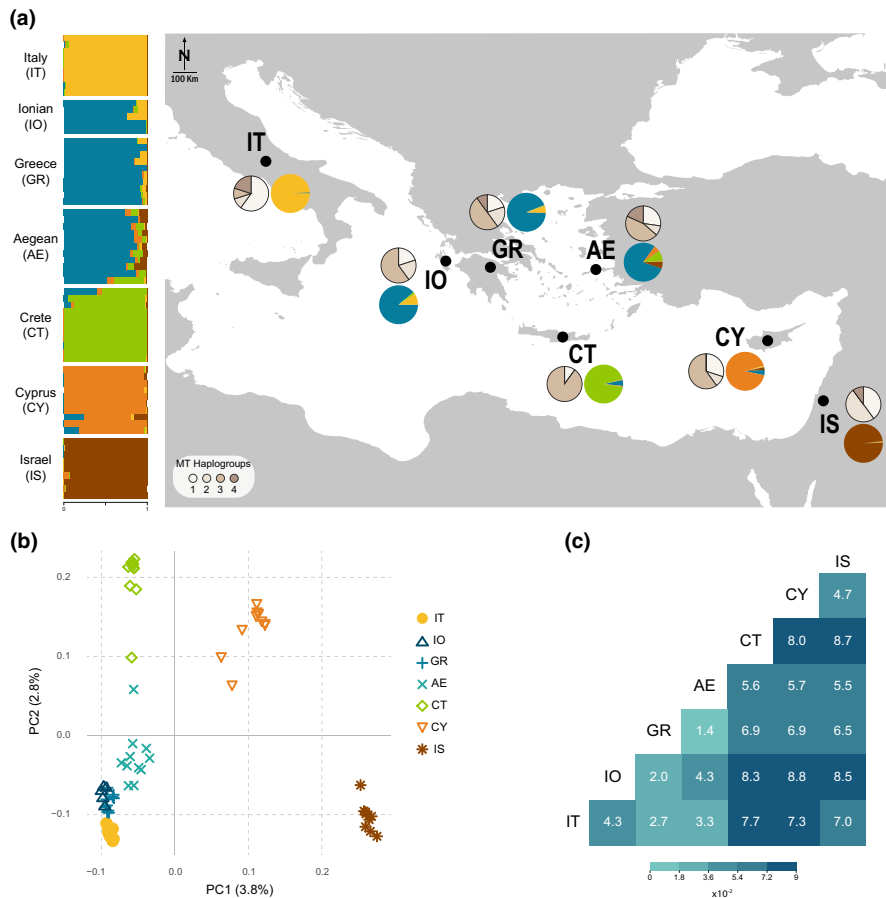 (a)
Italy
(IT)
Ionian
(IO)
Greece
(GR)
Aegean
(AE)
Crete
(CT)
Cyprus
(CY)
Israel
(IS)
0 1
N
100 Km
IT
IO
GR
AE
CT
CY
IS
MT Haplogroups
1 2 3 4
(b)
PC2 (2.8%)
0.2
0.1
0.0
−0.1
−0.1 0.0 0.1 0.2
PC1 (3.8%)
IT
IO
GR
AE
CT
CY
IS
(c)
IS
CY 4.7
CT 8.0 8.7
AE 5.6 5.7 5.5
GR 1.4 6.9 6.9 6.5
IO 2.0 4.3 8.3 8.8 8.5
IT 4.3 2.7 3.3 7.7 7.3 7.0
0 1.8 3.6 5.4 7.2 9
x10⁻²